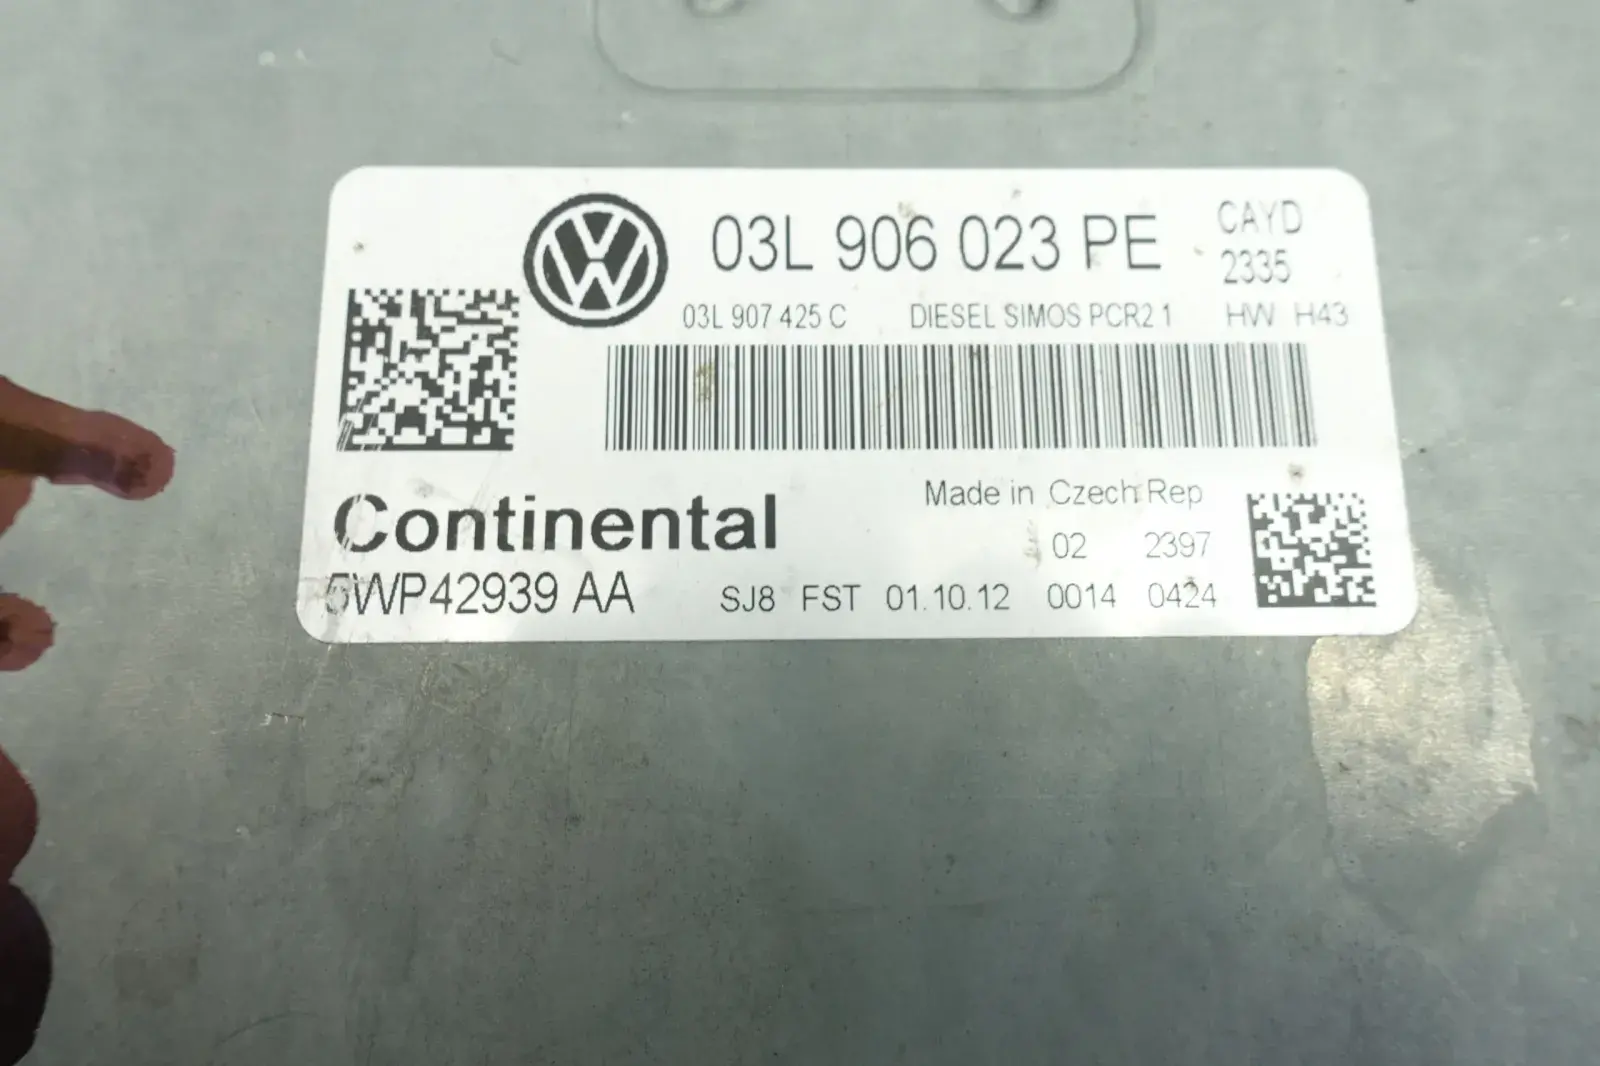 03L 906 023 PE CAYD
2335
03L 907 425 C DIESEL SIMOS PCR2 1 HW H43
Made in Czech Rep
Continental
02 2397
5WP42939 AA SJ8 FST 01.10.12 0014 0424